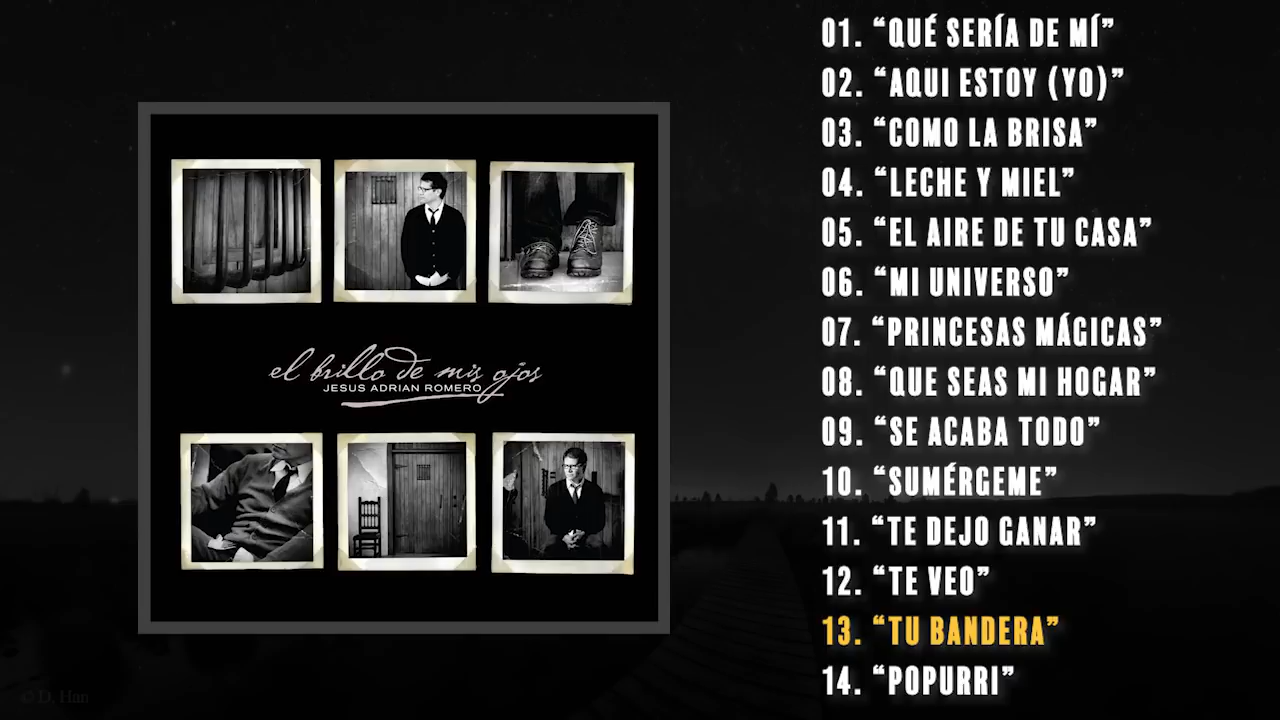 el brillo de mis ojos
JESUS ADRIAN ROMERO
01. “QUÉ SERÍA DE MÍ”
02. “AQUI ESTOY (YO)”
03. “COMO LA BRISA”
04. “LECHE Y MIEL”
05. “EL AIRE DE TU CASA”
06. “MI UNIVERSO”
07. “PRINCESAS MÁGICAS”
08. “QUE SEAS MI HOGAR”
09. “SE ACABA TODO”
10. “SUMÉRGEME”
11. “TE DEJO GANAR”
12. “TE VEO”
13. “TU BANDERA”
14. “POPURRI”
© D. Han